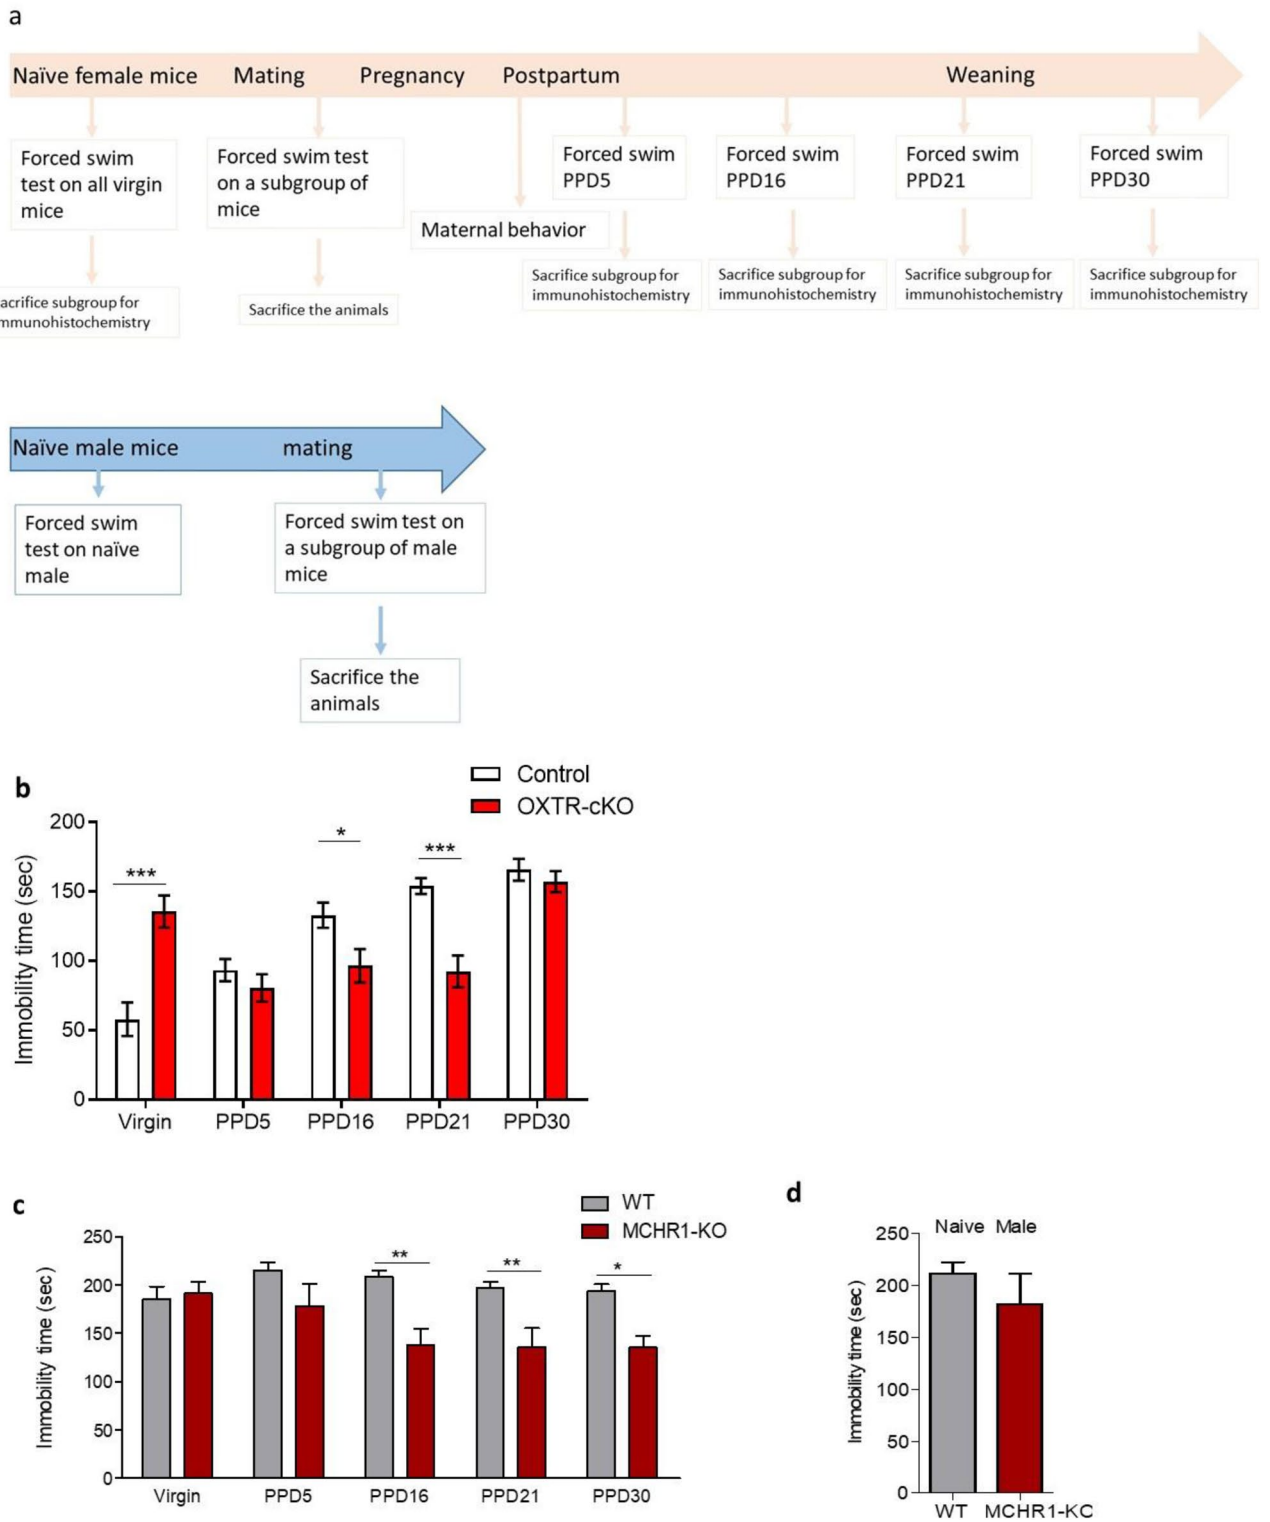 a
Naïve female mice Mating Pregnancy Postpartum Weaning
Forced swim
test on all virgin
mice
Forced swim test
on a subgroup of
mice
Maternal behavior
Forced swim
PPD5
Forced swim
PPD16
Forced swim
PPD21
Forced swim
PPD30
acrifice subgroup for
mmunohistochemistry
Sacrifice the animals
Sacrifice subgroup for
immunohistochemistry
Sacrifice subgroup for
immunohistochemistry
Sacrifice subgroup for
immunohistochemistry
Sacrifice subgroup for
immunohistochemistry
Naïve male mice mating
Forced swim
test on naïve
male
Forced swim test on
a subgroup of male
mice
Sacrifice the
animals
b
Control
OXTR-cKO
Immobility time (sec)
200
150
100
50
0
***
*
***
Virgin PPD5 PPD16 PPD21 PPD30
c
WT
MCHR1-KO
Immobility time (sec)
250
200
150
100
50
0
**
**
*
Virgin PPD5 PPD16 PPD21 PPD30
d
Naive Male
Immobility time (sec)
250
200
150
100
50
0
WT MCHR1-KC